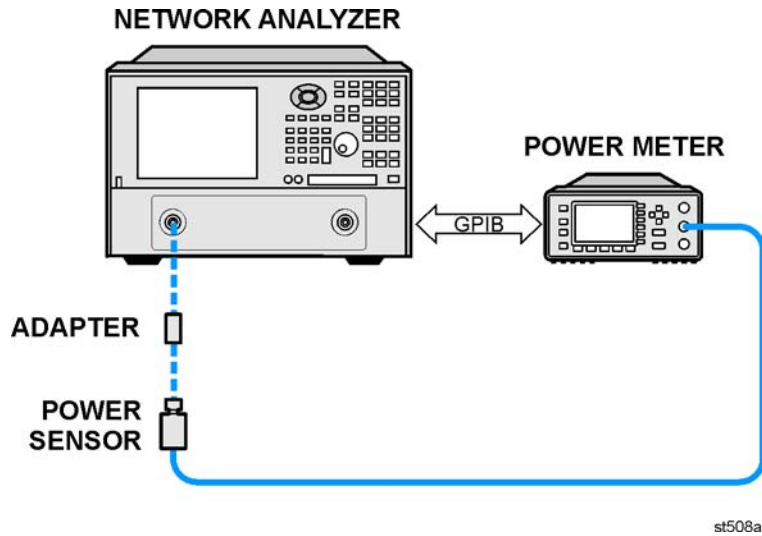 NETWORK ANALYZER
POWER METER
GPIB
ADAPTER
POWER
SENSOR
st508a